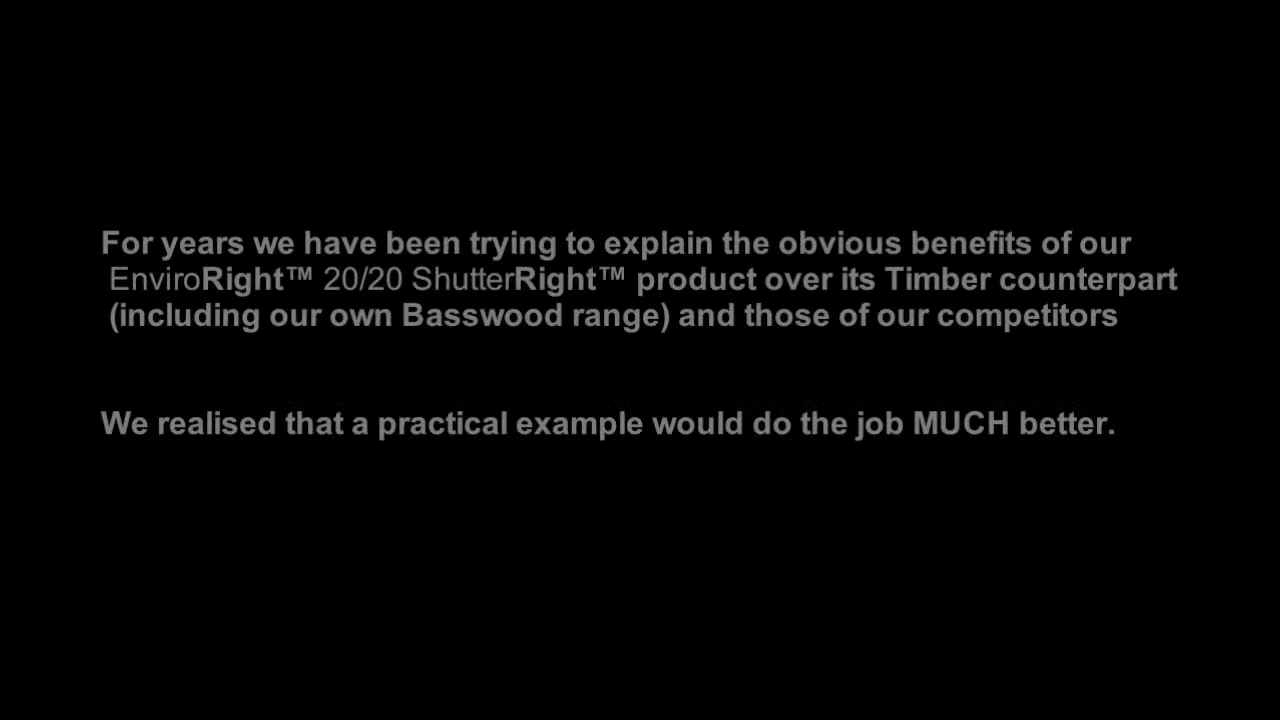 For years we have been trying to explain the obvious benefits of our
EnviroRight™ 20/20 ShutterRight™ product over its Timber counterpart
(including our own Basswood range) and those of our competitors
We realised that a practical example would do the job MUCH better.